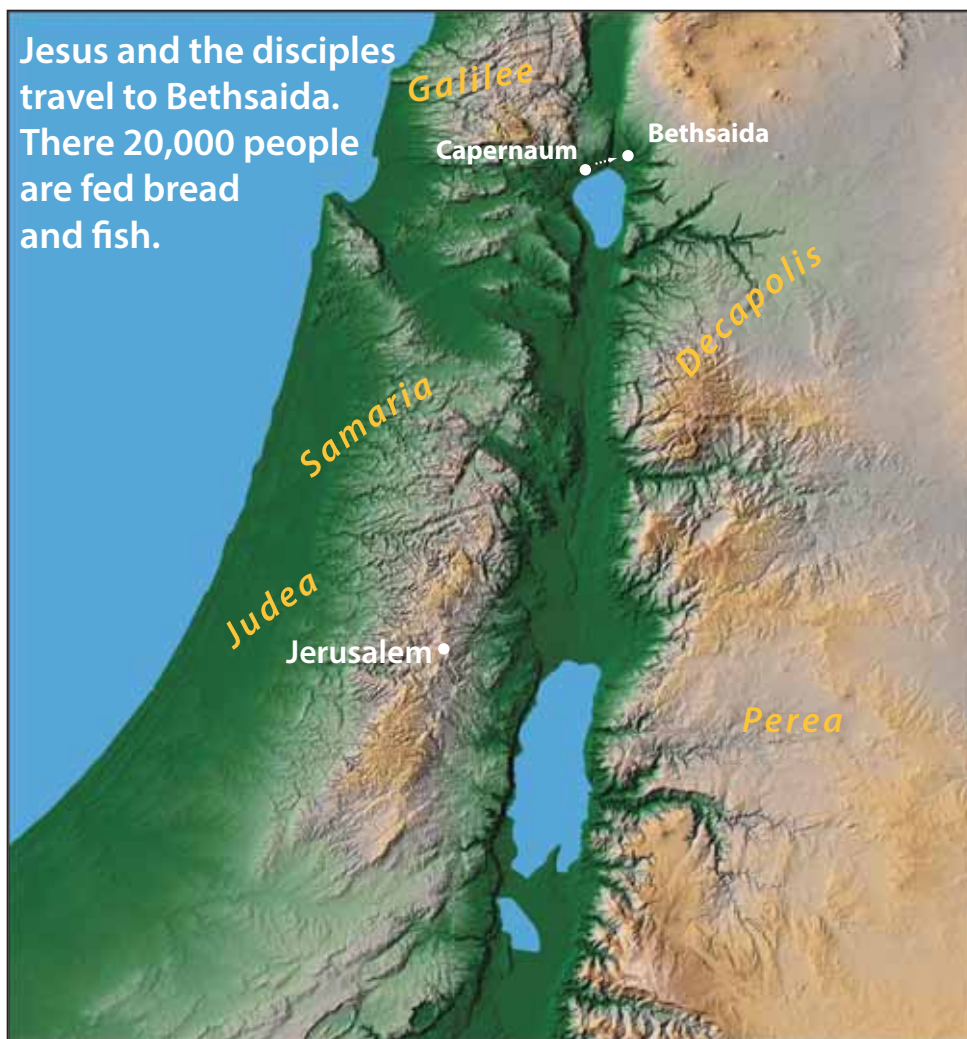 Jesus and the disciples
travel to Bethsaida.
There 20,000 people
are fed bread
and fish.
Galilee
Bethsaida
Capernaum
Decapolis
Samaria
Judea
Jerusalem
Perea